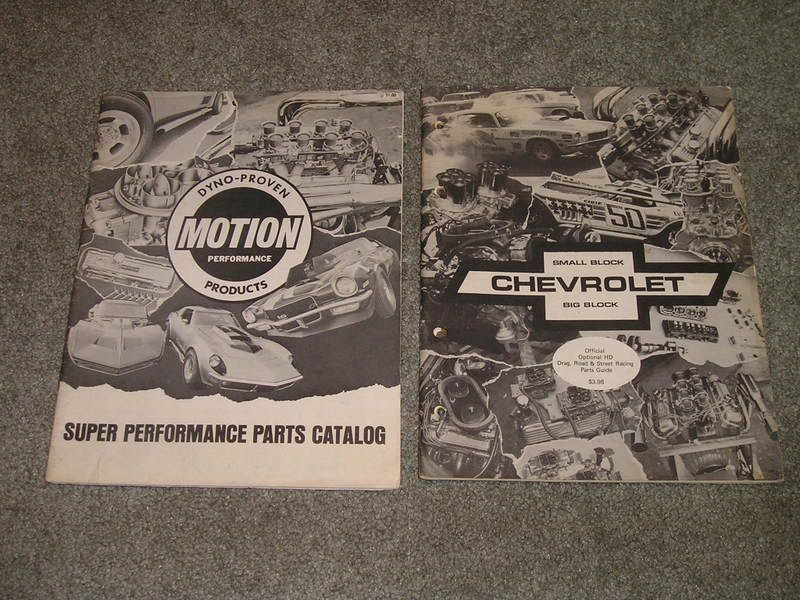 DYNO-PROVEN
MOTION
PERFORMANCE
PRODUCTS
SUPER PERFORMANCE PARTS CATALOG
50
SMALL BLOCK
CHEVROLET
BIG BLOCK
Official
Optional HD
Drag, Road & Street Racing
Parts Guide
$3.98